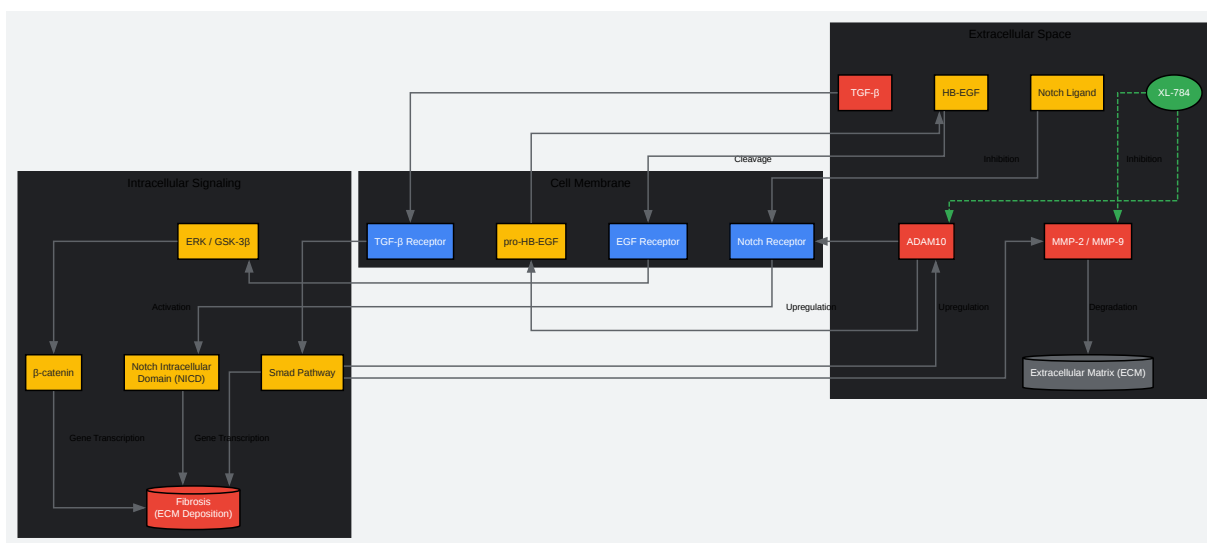 Extracellular Space
TGF-β
HB-EGF
Notch Ligand
XL-784
Cleavage
Inhibition
Inhibition
Intracellular Signaling
Cell Membrane
ERK / GSK-3β
TGF-β Receptor
pro-HB-EGF
EGF Receptor
Notch Receptor
ADAM10
MMP-2 / MMP-9
Activation
Upregulation
Upregulation
Degradation
β-catenin
Notch Intracellular
Domain (NICD)
Smad Pathway
Extracellular Matrix (ECM)
Gene Transcription
Gene Transcription
Fibrosis
(ECM Deposition)